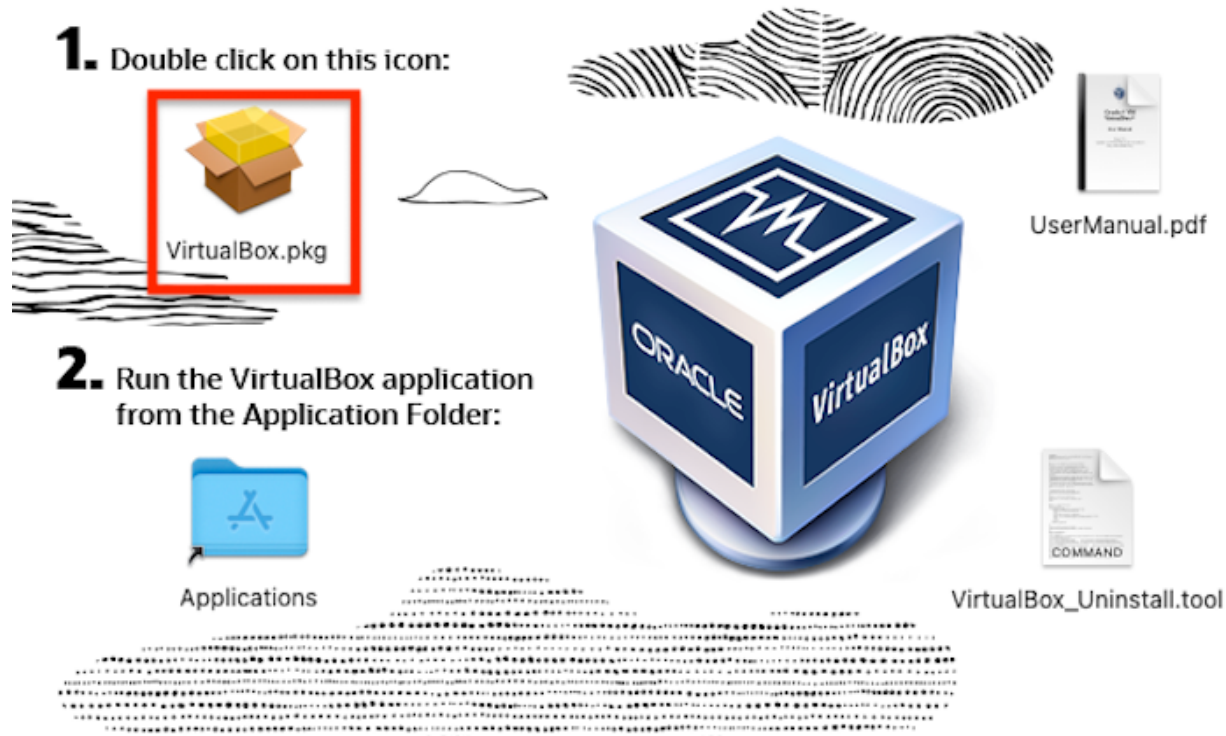 1. Double click on this icon:
VirtualBox.pkg
UserManual.pdf
ORACLE
VirtualBox
2. Run the VirtualBox application
from the Application Folder:
Applications
COMMAND
VirtualBox_Uninstall.tool